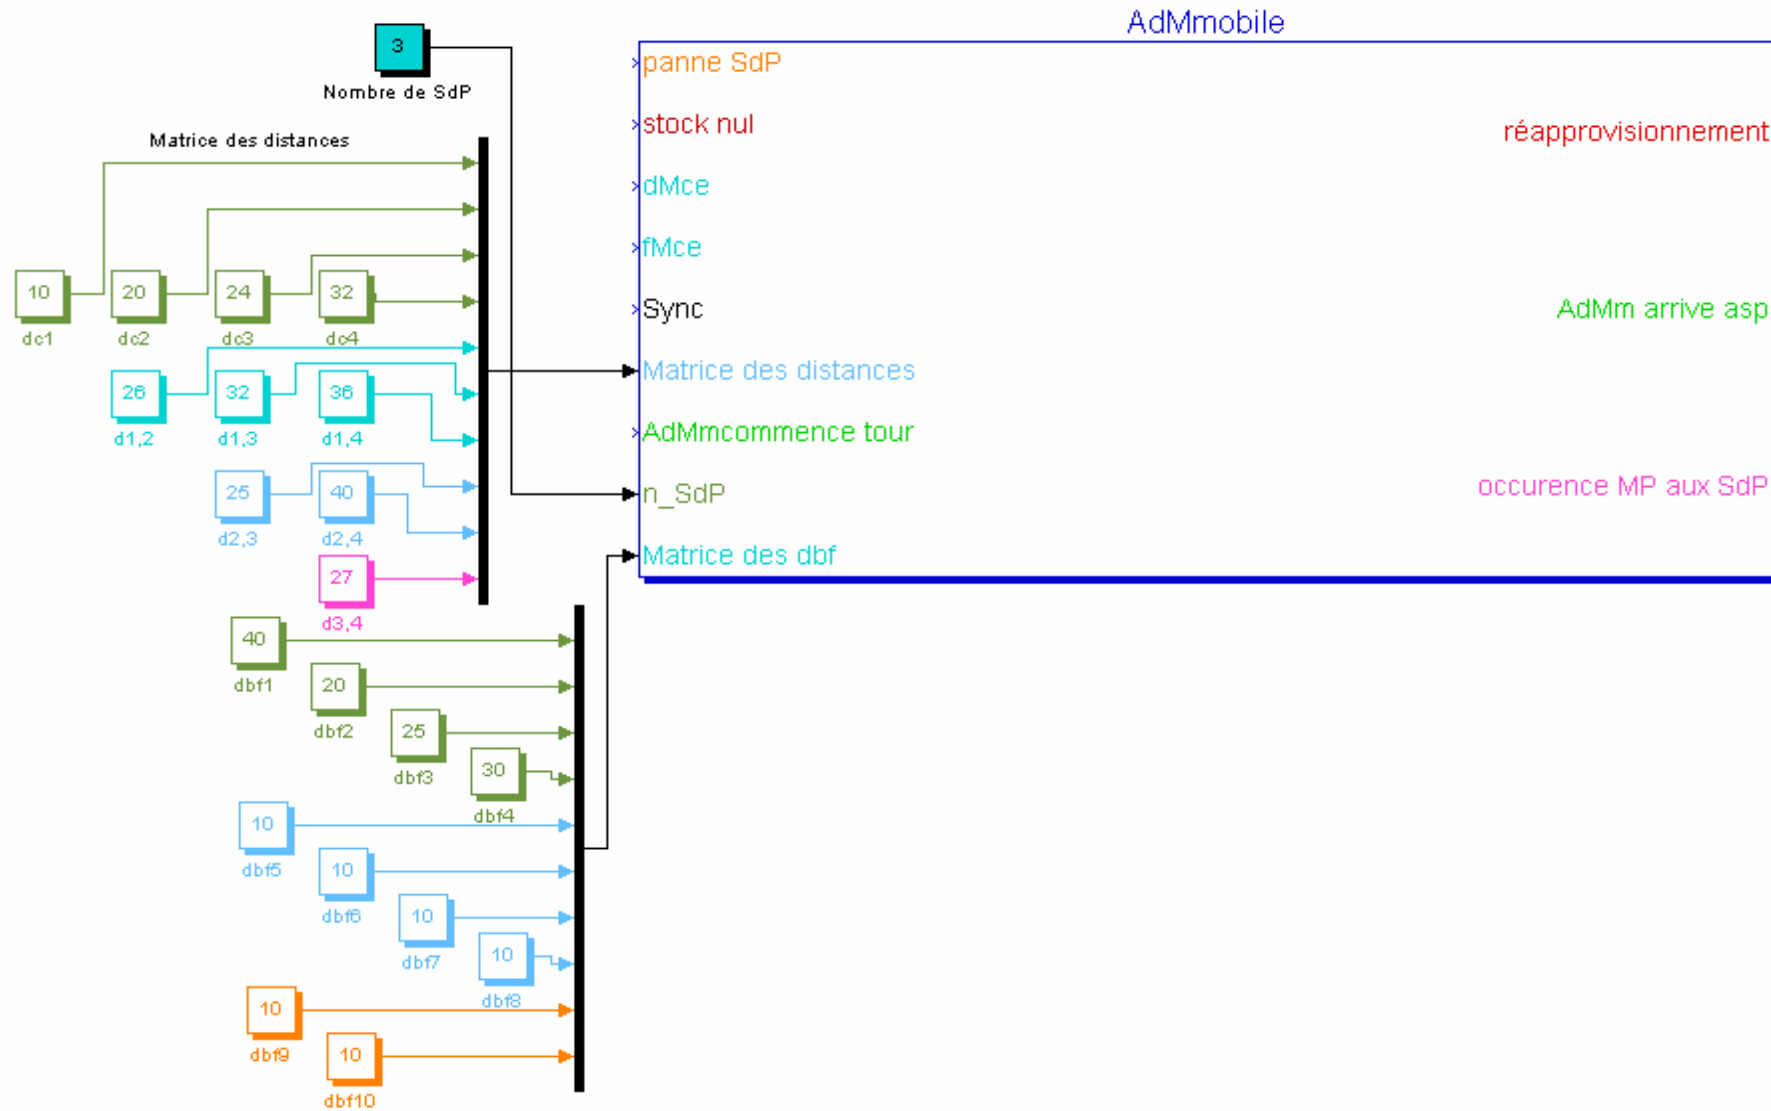 AdMmobile
3
Nombre de SdP
panne SdP
stock nul
réapprovisionnement
Matrice des distances
dMce
fMce
Sync
AdMm arrive asp
10
20
24
32
dc1
dc2
dc3
dc4
Matrice des distances
26
32
36
d1,2
d1,3
d1,4
AdMmcommence tour
25
40
n_SdP
occurence MP aux SdP
d2,3
d2,4
Matrice des dbf
27
d3,4
40
dbf1
20
dbf2
25
dbf3
30
dbf4
10
dbf5
10
dbf6
10
dbf7
10
dbf8
10
dbf9
10
dbf10